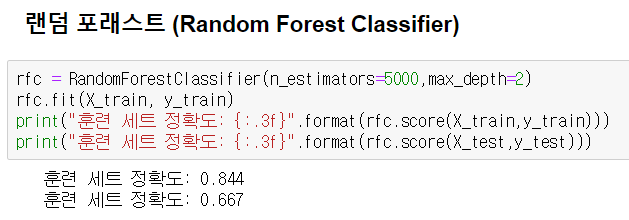 랜덤 포래스트 (Random Forest Classifier)
rfc = RandomForestClassifier(n_estimators=5000,max_depth=2)
rfc.fit(X_train, y_train)
print("훈련 세트 정확도: {:.3f}".format(rfc.score(X_train,y_train)))
print("훈련 세트 정확도: {:.3f}".format(rfc.score(X_test,y_test)))
훈련 세트 정확도: 0.844
훈련 세트 정확도: 0.667